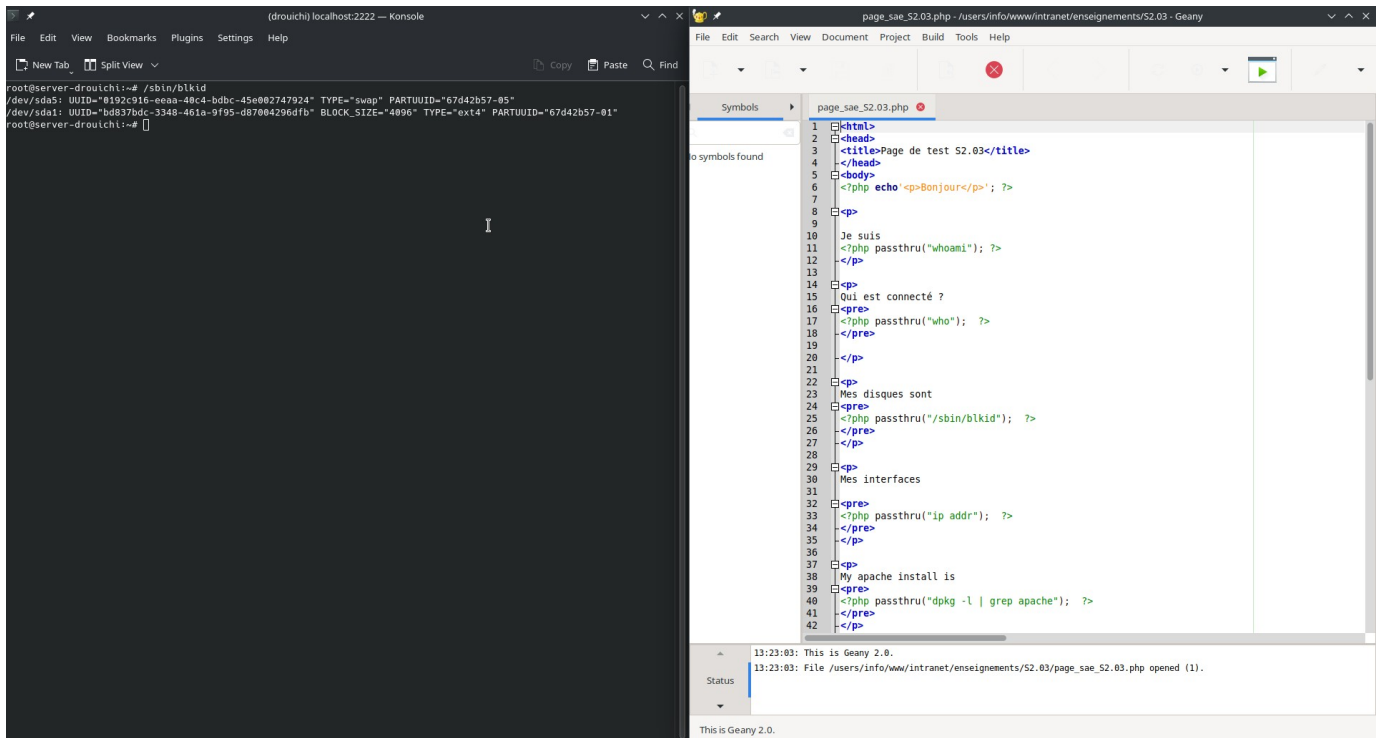 (drouichi) localhost:2222 — Konsole
File Edit View Bookmarks Plugins Settings Help
New Tab Split View Copy Paste Find
root@server-drouichi:~# /sbin/blkid
/dev/sda5: UUID="0192c916-eeaa-40c4-bdbc-45e002747924" TYPE="swap" PARTUUID="67d42b57-05"
/dev/sda1: UUID="bd837bdc-3348-461a-9f95-d87004296dfb" BLOCK_SIZE="4096" TYPE="ext4" PARTUUID="67d42b57-01"
root@server-drouichi:~#
page_sae_S2.03.php - /users/info/www/intranet/enseignements/S2.03 - Geany
File Edit Search View Document Project Build Tools Help
Symbols
page_sae_S2.03.php
lo symbols found
1 <html>
2 <head>
3 <title>Page de test S2.03</title>
4 </head>
5 <body>
6 <?php echo'<p>Bonjour</p>'; ?>
7
8 <p>
9
10 Je suis
11 <?php passthru("whoami"); ?>
12 </p>
13
14 <p>
15 Qui est connecté ?
16 <pre>
17 <?php passthru("who");  ?>
18 </pre>
19
20 </p>
21
22 <p>
23 Mes disques sont
24 <pre>
25 <?php passthru("/sbin/blkid");  ?>
26 </pre>
27 </p>
28
29 <p>
30 Mes interfaces
31
32 <pre>
33 <?php passthru("ip addr");  ?>
34 </pre>
35 </p>
36
37 <p>
38 My apache install is
39 <pre>
40 <?php passthru("dpkg -l | grep apache");  ?>
41 </pre>
42 </p>
Status
13:23:03: This is Geany 2.0.
13:23:03: File /users/info/www/intranet/enseignements/S2.03/page_sae_S2.03.php opened (1).
This is Geany 2.0.